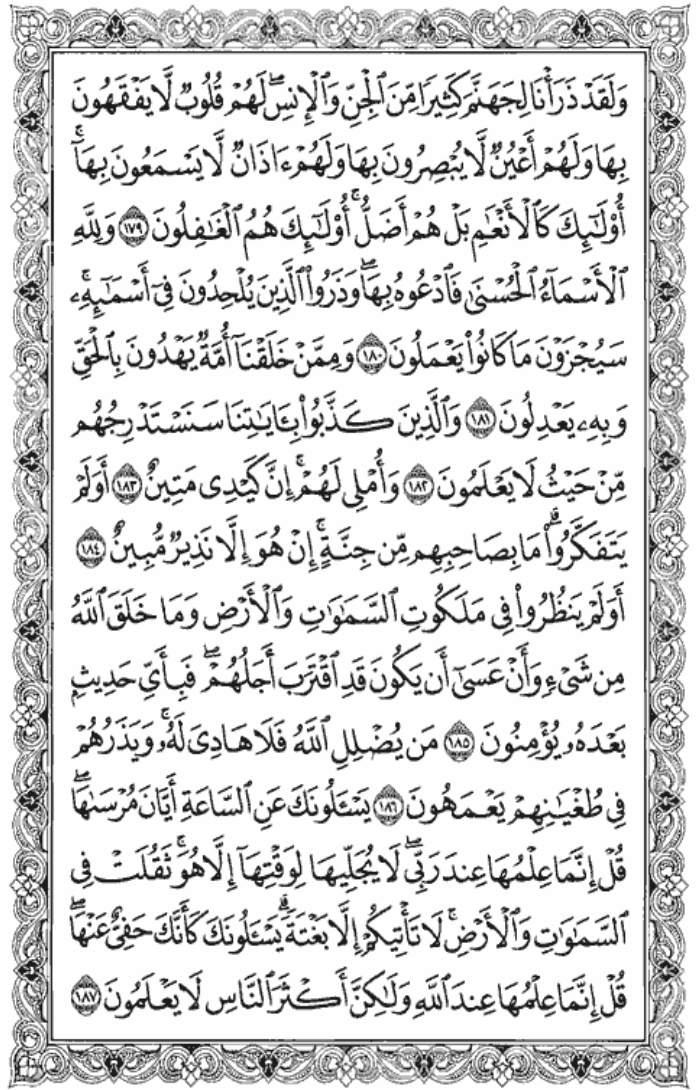 وَلَقَدْ ذَرَأْنَا لِجَهَنَّمَ كَثِيرًا مِّنَ ٱلْجِنِّ وَٱلْإِنسِ ۖ لَهُمْ قُلُوبٌ لَّا يَفْقَهُونَ
بِهَا وَلَهُمْ أَعْيُنٌ لَّا يُبْصِرُونَ بِهَا وَلَهُمْ ءَاذَانٌ لَّا يَسْمَعُونَ بِهَآ ۚ
أُو۟لَـٰٓئِكَ كَٱلْأَنْعَـٰمِ بَلْ هُمْ أَضَلُّ ۚ أُو۟لَـٰٓئِكَ هُمُ ٱلْغَـٰفِلُونَ ١٧٩ وَلِلَّهِ
ٱلْأَسْمَآءُ ٱلْحُسْنَىٰ فَٱدْعُوهُ بِهَا ۖ وَذَرُوا۟ ٱلَّذِينَ يُلْحِدُونَ فِىٓ أَسْمَـٰٓئِهِۦ ۚ
سَيُجْزَوْنَ مَا كَانُوا۟ يَعْمَلُونَ ١٨٠ وَمِمَّنْ خَلَقْنَآ أُمَّةٌ يَهْدُونَ بِٱلْحَقِّ
وَبِهِۦ يَعْدِلُونَ ١٨١ وَٱلَّذِينَ كَذَّبُوا۟ بِـَٔايَـٰتِنَا سَنَسْتَدْرِجُهُم
مِّنْ حَيْثُ لَا يَعْلَمُونَ ١٨٢ وَأُمْلِى لَهُمْ ۚ إِنَّ كَيْدِى مَتِينٌ ١٨٣ أَوَلَمْ
يَتَفَكَّرُوا۟ ۗ مَا بِصَاحِبِهِم مِّن جِنَّةٍ ۚ إِنْ هُوَ إِلَّا نَذِيرٌ مُّبِينٌ ١٨٤
أَوَلَمْ يَنظُرُوا۟ فِى مَلَكُوتِ ٱلسَّمَـٰوَٰتِ وَٱلْأَرْضِ وَمَا خَلَقَ ٱللَّهُ
مِن شَىْءٍ وَأَنْ عَسَىٰٓ أَن يَكُونَ قَدِ ٱقْتَرَبَ أَجَلُهُمْ ۖ فَبِأَىِّ حَدِيثٍۭ
بَعْدَهُۥ يُؤْمِنُونَ ١٨٥ مَن يُضْلِلِ ٱللَّهُ فَلَا هَادِىَ لَهُۥ ۚ وَيَذَرُهُمْ
فِى طُغْيَـٰنِهِمْ يَعْمَهُونَ ١٨٦ يَسْـَٔلُونَكَ عَنِ ٱلسَّاعَةِ أَيَّانَ مُرْسَىٰهَا ۖ
قُلْ إِنَّمَا عِلْمُهَا عِندَ رَبِّى ۖ لَا يُجَلِّيهَا لِوَقْتِهَآ إِلَّا هُوَ ۚ ثَقُلَتْ فِى
ٱلسَّمَـٰوَٰتِ وَٱلْأَرْضِ ۚ لَا تَأْتِيكُمْ إِلَّا بَغْتَةً ۗ يَسْـَٔلُونَكَ كَأَنَّكَ حَفِىٌّ عَنْهَا ۖ
قُلْ إِنَّمَا عِلْمُهَا عِندَ ٱللَّهِ وَلَـٰكِنَّ أَكْثَرَ ٱلنَّاسِ لَا يَعْلَمُونَ ١٨٧